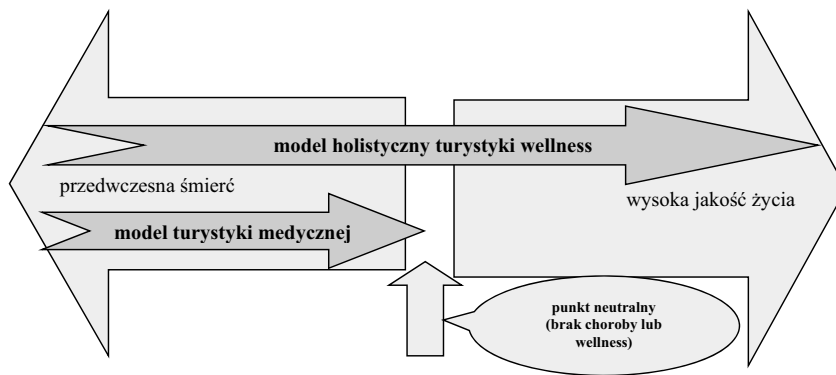 model holistyczny turystyki wellness
przedwczesna śmierć
wysoka jakość życia
model turystyki medycznej
punkt neutralny
(brak choroby lub
wellness)